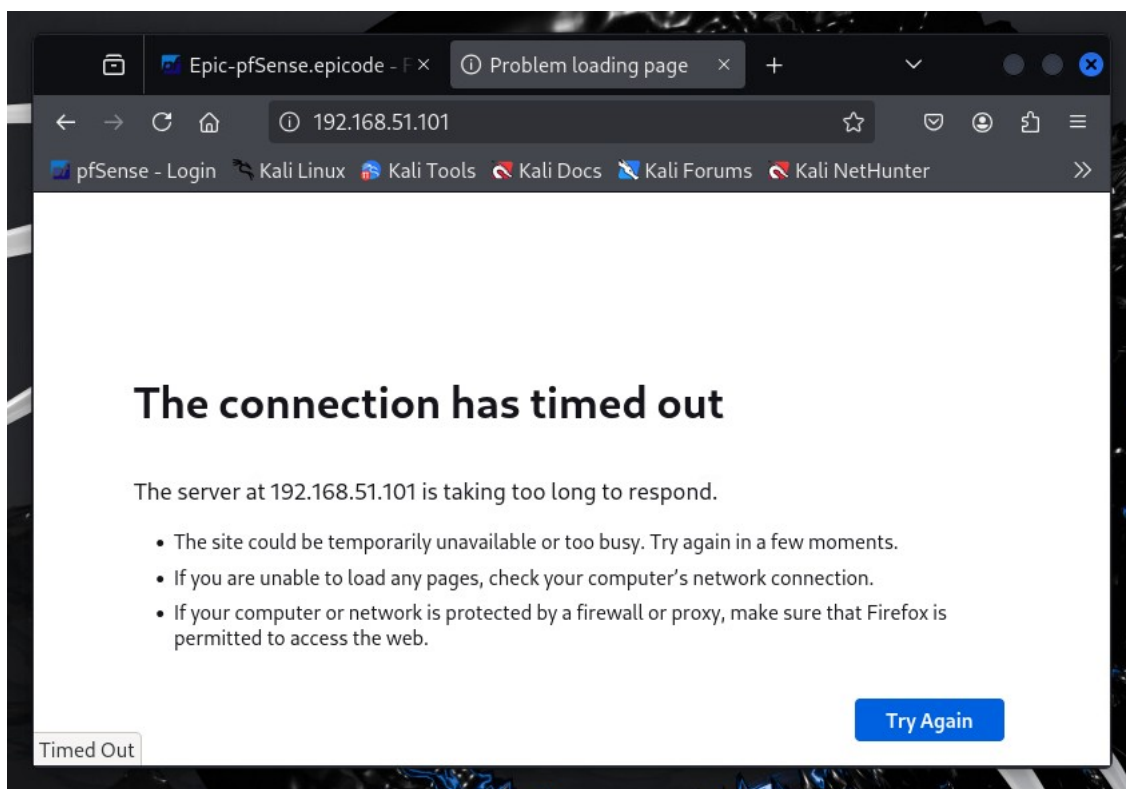 Epic-pfSense.epicode - F
Problem loading page
192.168.51.101
pfSense - Login Kali Linux Kali Tools Kali Docs Kali Forums Kali NetHunter
The connection has timed out
The server at 192.168.51.101 is taking too long to respond.
• The site could be temporarily unavailable or too busy. Try again in a few moments.
• If you are unable to load any pages, check your computer’s network connection.
• If your computer or network is protected by a firewall or proxy, make sure that Firefox is
permitted to access the web.
Try Again
Timed Out